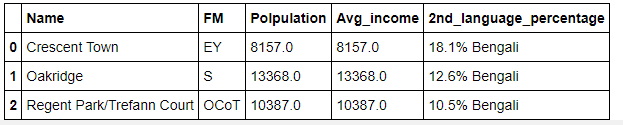 Name FM Polpulation Avg_income 2nd_language_percentage
0 Crescent Town EY 8157.0 8157.0 18.1% Bengali
1 Oakridge S 13368.0 13368.0 12.6% Bengali
2 Regent Park/Trefann Court OCoT 10387.0 10387.0 10.5% Bengali